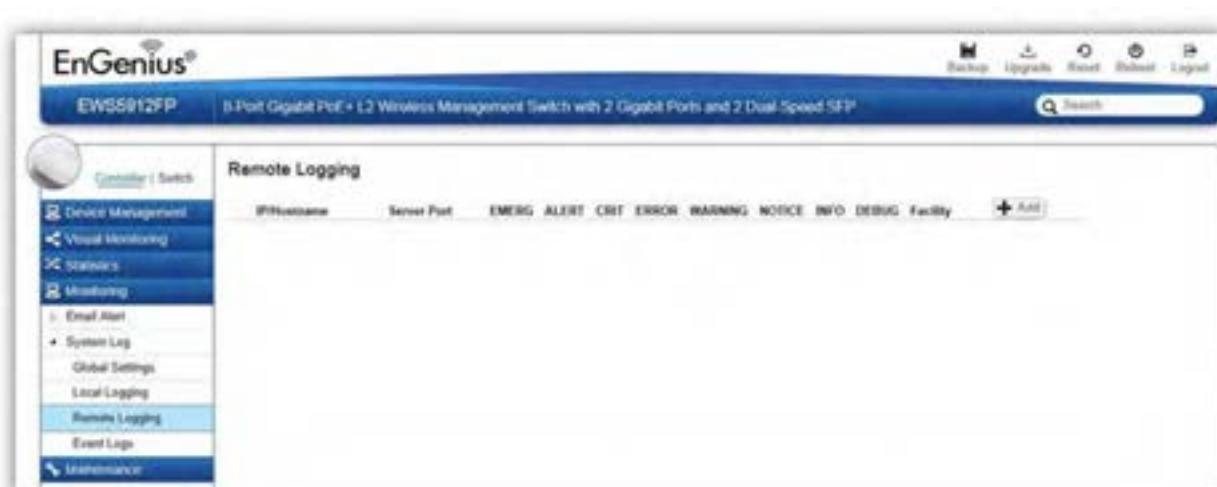 EnGenius®
Backup Upgrade Reset Reboot Logout
EWS5912FP
8-Port Gigabit PoE+ L2 Wireless Management Switch with 2 Gigabit Ports and 2 Dual-Speed SFP
Search
Controller | Switch
Remote Logging
IP/Hostname Server Port EMERG ALERT CRIT ERROR WARNING NOTICE INFO DEBUG Facility Add
Device Management
Visual Monitoring
Statistics
Monitoring
Email Alert
System Log
Global Settings
Local Logging
Remote Logging
Event Logs
Maintenance